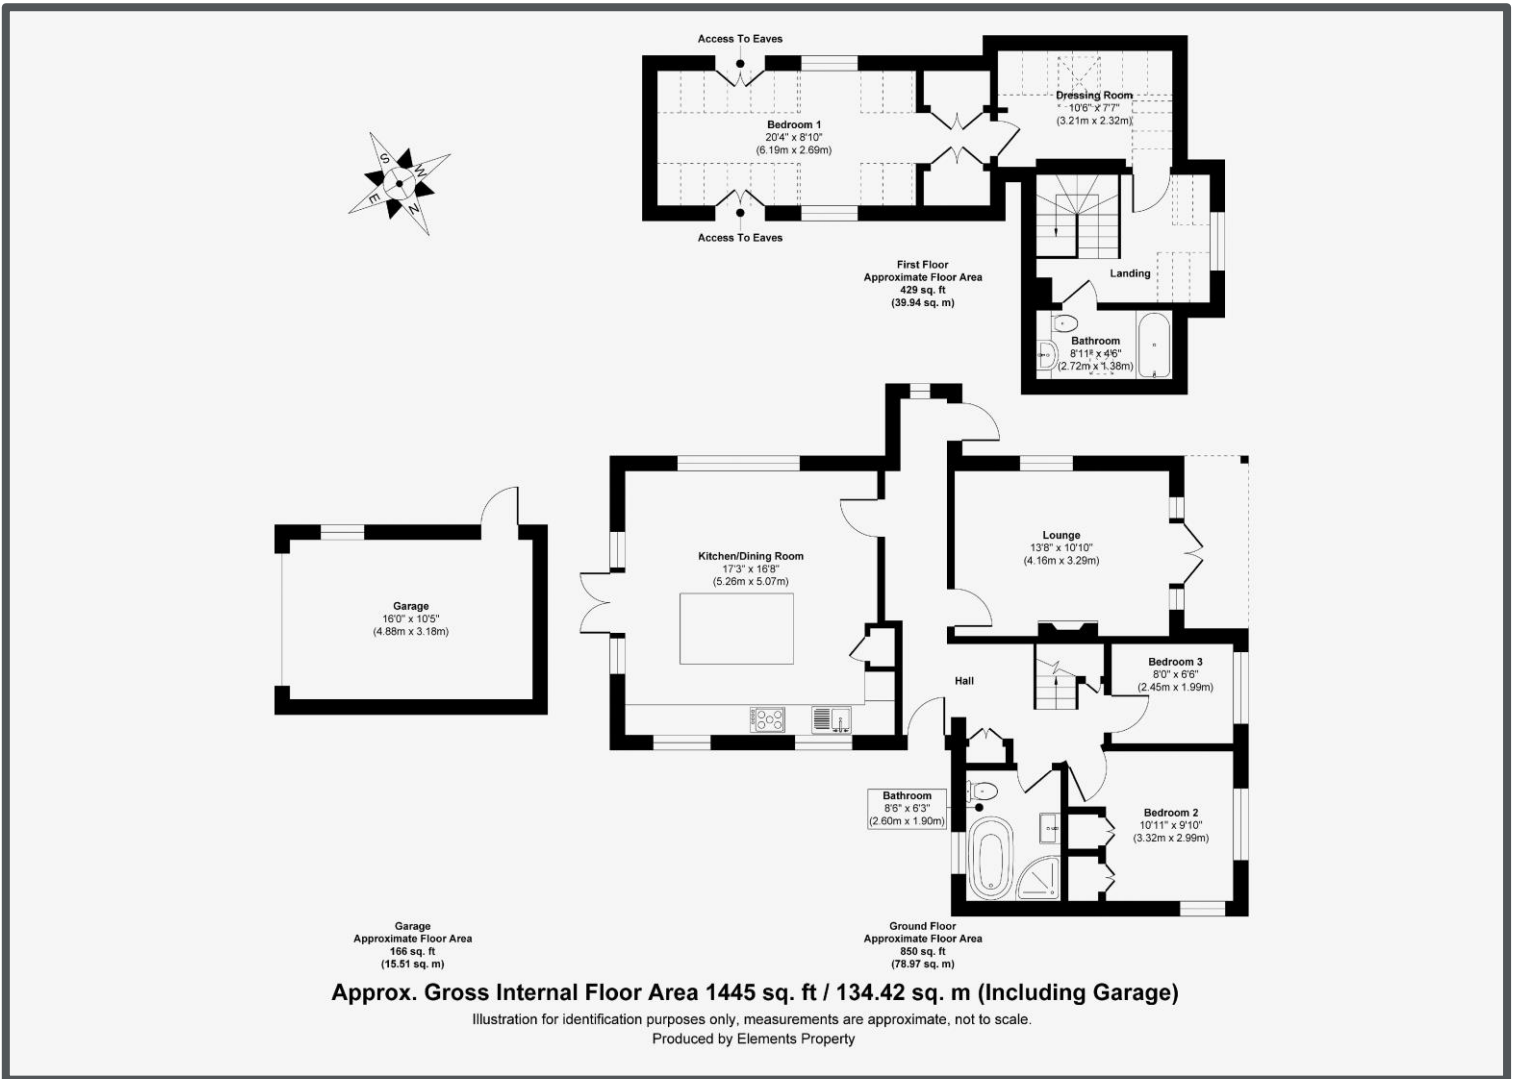 Access To Eaves
Bedroom 1
20'4" x 8'10"
(6.19m x 2.69m)
Access To Eaves
Dressing Room
10'6" x 7'7"
(3.21m x 2.32m)
S
W
E
N
First Floor
Approximate Floor Area
429 sq. ft
(39.94 sq. m)
Landing
Bathroom
8'11" x 4'6"
(2.72m x 1.38m)
Kitchen/Dining Room
17'3" x 16'8"
(5.26m x 5.07m)
Lounge
13'8" x 10'10"
(4.16m x 3.29m)
Garage
16'0" x 10'5"
(4.88m x 3.18m)
Hall
Bedroom 3
8'0" x 6'6"
(2.45m x 1.99m)
Bathroom
8'6" x 6'3"
(2.60m x 1.90m)
Bedroom 2
10'11" x 9'10"
(3.32m x 2.99m)
Garage
Approximate Floor Area
166 sq. ft
(15.51 sq. m)
Ground Floor
Approximate Floor Area
850 sq. ft
(78.97 sq. m)
Approx. Gross Internal Floor Area 1445 sq. ft / 134.42 sq. m (Including Garage)
Illustration for identification purposes only, measurements are approximate, not to scale.
Produced by Elements Property